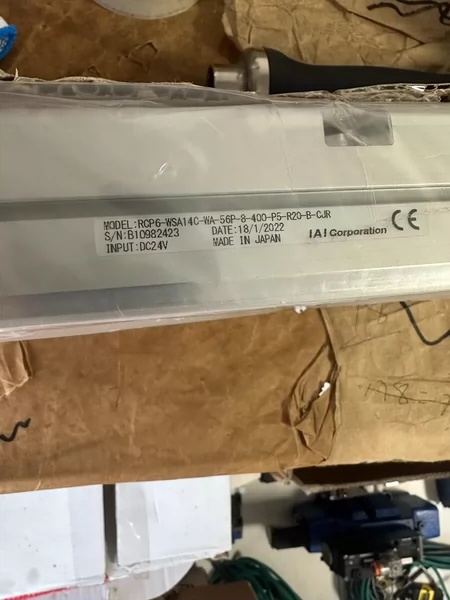 MODEL:RCP6-WSA14C-WA-56P-8-400-P5-R20-B-CJR
S/N:B10982423 DATE:18/1/2022
INPUT:DC24V MADE IN JAPAN
IAI Corporation CE